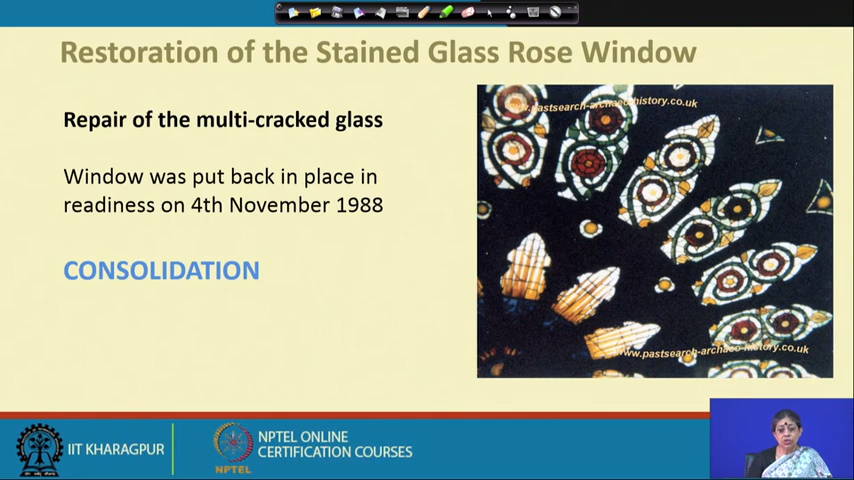 Restoration of the Stained Glass Rose Window
Repair of the multi-cracked glass
Window was put back in place in
readiness on 4th November 1988
CONSOLIDATION
www.pastsearch-archaeo-history.co.uk
www.pastsearch-archaeo-history.co.uk
IIT KHARAGPUR
NPTEL
NPTEL ONLINE
CERTIFICATION COURSES